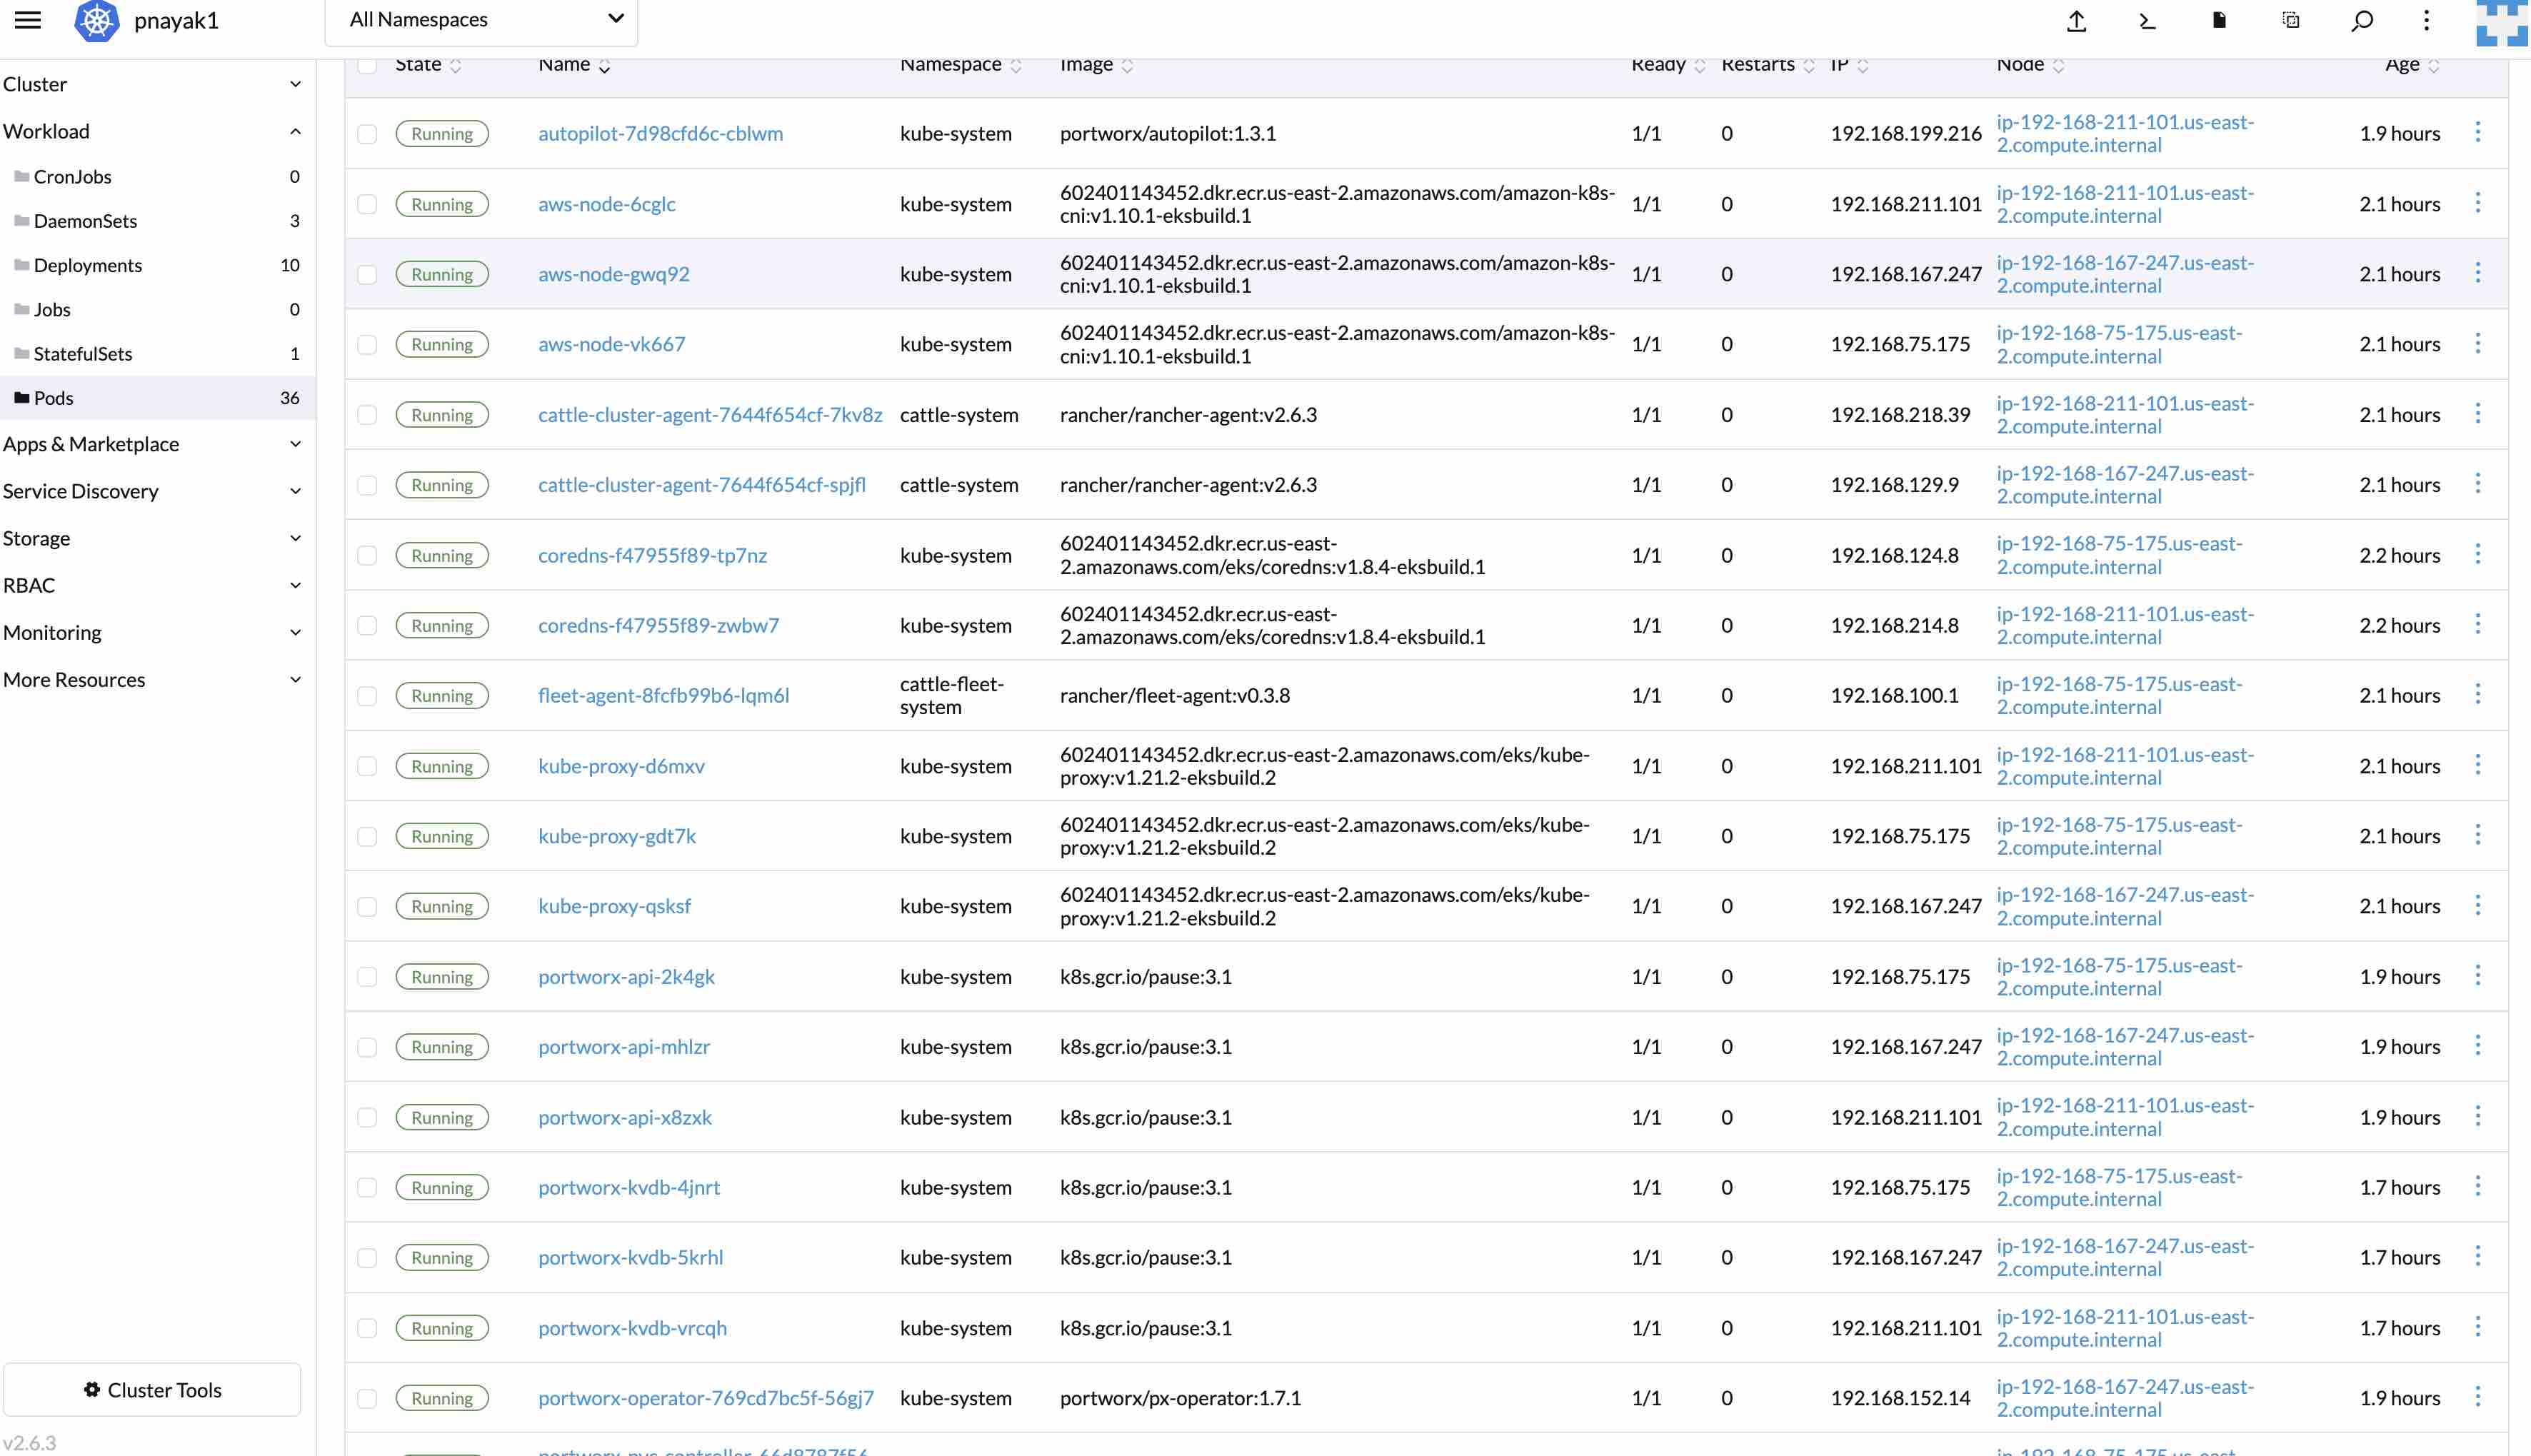 pnayak1
All Namespaces
Cluster
Workload
CronJobs 0
DaemonSets 3
Deployments 10
Jobs 0
StatefulSets 1
Pods 36
Apps & Marketplace
Service Discovery
Storage
RBAC
Monitoring
More Resources
Cluster Tools
v2.6.3
State Name Namespace Image Ready Restarts IP Node Age
Running autopilot-7d98cfd6c-cblwm kube-system portworx/autopilot:1.3.1 1/1 0 192.168.199.216 ip-192-168-211-101.us-east-
2.compute.internal 1.9 hours
Running aws-node-6cglc kube-system 602401143452.dkr.ecr.us-east-2.amazonaws.com/amazon-k8s-
cni:v1.10.1-eksbuild.1 1/1 0 192.168.211.101 ip-192-168-211-101.us-east-
2.compute.internal 2.1 hours
Running aws-node-gwq92 kube-system 602401143452.dkr.ecr.us-east-2.amazonaws.com/amazon-k8s-
cni:v1.10.1-eksbuild.1 1/1 0 192.168.167.247 ip-192-168-167-247.us-east-
2.compute.internal 2.1 hours
Running aws-node-vk667 kube-system 602401143452.dkr.ecr.us-east-2.amazonaws.com/amazon-k8s-
cni:v1.10.1-eksbuild.1 1/1 0 192.168.75.175 ip-192-168-75-175.us-east-
2.compute.internal 2.1 hours
Running cattle-cluster-agent-7644f654cf-7kv8z cattle-system rancher/rancher-agent:v2.6.3 1/1 0 192.168.218.39 ip-192-168-211-101.us-east-
2.compute.internal 2.1 hours
Running cattle-cluster-agent-7644f654cf-spjfl cattle-system rancher/rancher-agent:v2.6.3 1/1 0 192.168.129.9 ip-192-168-167-247.us-east-
2.compute.internal 2.1 hours
Running coredns-f47955f89-tp7nz kube-system 602401143452.dkr.ecr.us-east-
2.amazonaws.com/eks/coredns:v1.8.4-eksbuild.1 1/1 0 192.168.124.8 ip-192-168-75-175.us-east-
2.compute.internal 2.2 hours
Running coredns-f47955f89-zwbw7 kube-system 602401143452.dkr.ecr.us-east-
2.amazonaws.com/eks/coredns:v1.8.4-eksbuild.1 1/1 0 192.168.214.8 ip-192-168-211-101.us-east-
2.compute.internal 2.2 hours
Running fleet-agent-8fcfb99b6-lqm6l cattle-fleet-
system rancher/fleet-agent:v0.3.8 1/1 0 192.168.100.1 ip-192-168-75-175.us-east-
2.compute.internal 2.1 hours
Running kube-proxy-d6mxv kube-system 602401143452.dkr.ecr.us-east-2.amazonaws.com/eks/kube-
proxy:v1.21.2-eksbuild.2 1/1 0 192.168.211.101 ip-192-168-211-101.us-east-
2.compute.internal 2.1 hours
Running kube-proxy-gdt7k kube-system 602401143452.dkr.ecr.us-east-2.amazonaws.com/eks/kube-
proxy:v1.21.2-eksbuild.2 1/1 0 192.168.75.175 ip-192-168-75-175.us-east-
2.compute.internal 2.1 hours
Running kube-proxy-qsksf kube-system 602401143452.dkr.ecr.us-east-2.amazonaws.com/eks/kube-
proxy:v1.21.2-eksbuild.2 1/1 0 192.168.167.247 ip-192-168-167-247.us-east-
2.compute.internal 2.1 hours
Running portworx-api-2k4gk kube-system k8s.gcr.io/pause:3.1 1/1 0 192.168.75.175 ip-192-168-75-175.us-east-
2.compute.internal 1.9 hours
Running portworx-api-mhlzr kube-system k8s.gcr.io/pause:3.1 1/1 0 192.168.167.247 ip-192-168-167-247.us-east-
2.compute.internal 1.9 hours
Running portworx-api-x8zxk kube-system k8s.gcr.io/pause:3.1 1/1 0 192.168.211.101 ip-192-168-211-101.us-east-
2.compute.internal 1.9 hours
Running portworx-kvdb-4jnrt kube-system k8s.gcr.io/pause:3.1 1/1 0 192.168.75.175 ip-192-168-75-175.us-east-
2.compute.internal 1.7 hours
Running portworx-kvdb-5krhl kube-system k8s.gcr.io/pause:3.1 1/1 0 192.168.167.247 ip-192-168-167-247.us-east-
2.compute.internal 1.7 hours
Running portworx-kvdb-vrcqh kube-system k8s.gcr.io/pause:3.1 1/1 0 192.168.211.101 ip-192-168-211-101.us-east-
2.compute.internal 1.7 hours
Running portworx-operator-769cd7bc5f-56gj7 kube-system portworx/px-operator:1.7.1 1/1 0 192.168.152.14 ip-192-168-167-247.us-east-
2.compute.internal 1.9 hours